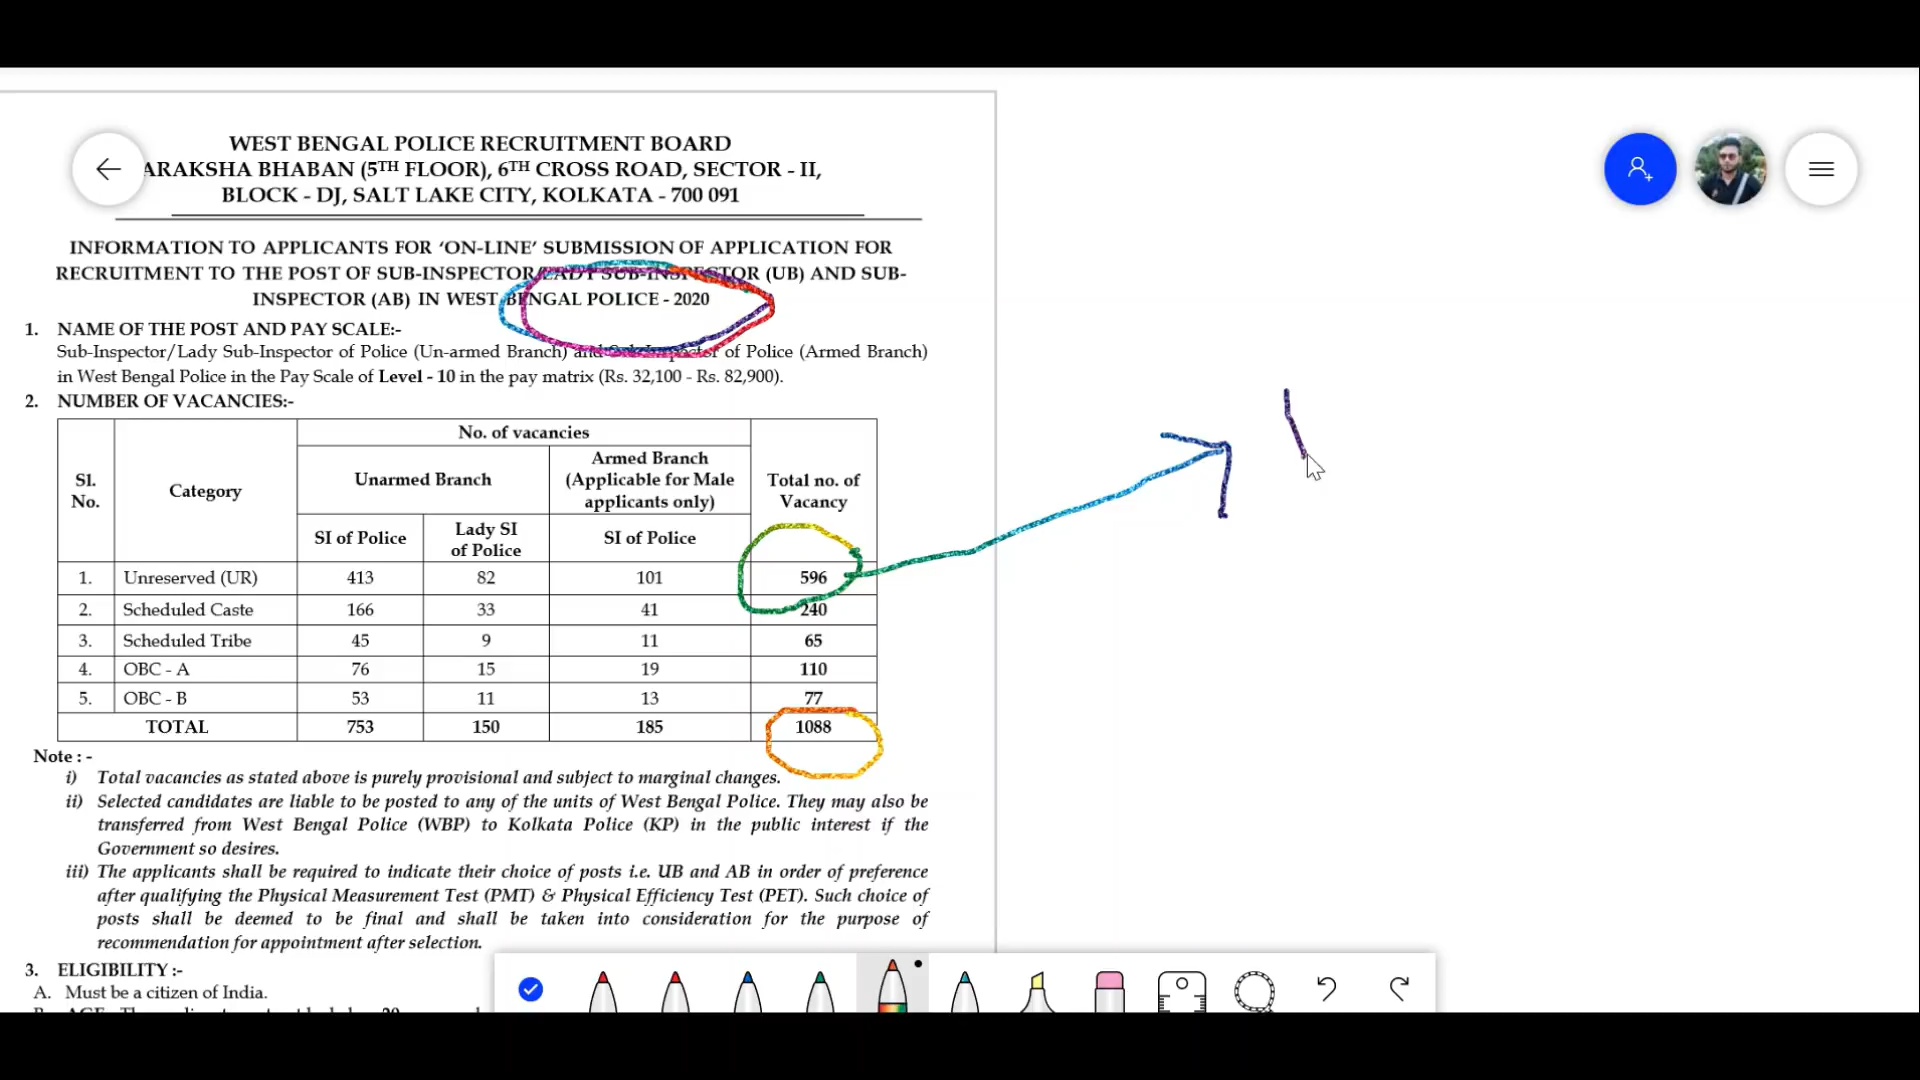 WEST BENGAL POLICE RECRUITMENT BOARD
ARAKSHA BHABAN (5TH FLOOR), 6TH CROSS ROAD, SECTOR - II,
BLOCK - DJ, SALT LAKE CITY, KOLKATA - 700 091
INFORMATION TO APPLICANTS FOR ‘ON-LINE’ SUBMISSION OF APPLICATION FOR
RECRUITMENT TO THE POST OF SUB-INSPECTOR/LADY SUB-INSPECTOR (UB) AND SUB-
INSPECTOR (AB) IN WEST BENGAL POLICE - 2020
1. NAME OF THE POST AND PAY SCALE:-
Sub-Inspector/Lady Sub-Inspector of Police (Un-armed Branch) and Sub-Inspector of Police (Armed Branch)
in West Bengal Police in the Pay Scale of Level - 10 in the pay matrix (Rs. 32,100 - Rs. 82,900).
2. NUMBER OF VACANCIES:-
Sl. No. Category No. of vacancies Total no. of Vacancy
Unarmed Branch Armed Branch (Applicable for Male applicants only)
SI of Police Lady SI of Police SI of Police
1. Unreserved (UR) 413 82 101 596
2. Scheduled Caste 166 33 41 240
3. Scheduled Tribe 45 9 11 65
4. OBC - A 76 15 19 110
5. OBC - B 53 11 13 77
TOTAL 753 150 185 1088
Note : -
i) Total vacancies as stated above is purely provisional and subject to marginal changes.
ii) Selected candidates are liable to be posted to any of the units of West Bengal Police. They may also be
transferred from West Bengal Police (WBP) to Kolkata Police (KP) in the public interest if the
Government so desires.
iii) The applicants shall be required to indicate their choice of posts i.e. UB and AB in order of preference
after qualifying the Physical Measurement Test (PMT) & Physical Efficiency Test (PET). Such choice of
posts shall be deemed to be final and shall be taken into consideration for the purpose of
recommendation for appointment after selection.
3. ELIGIBILITY :-
A. Must be a citizen of India.